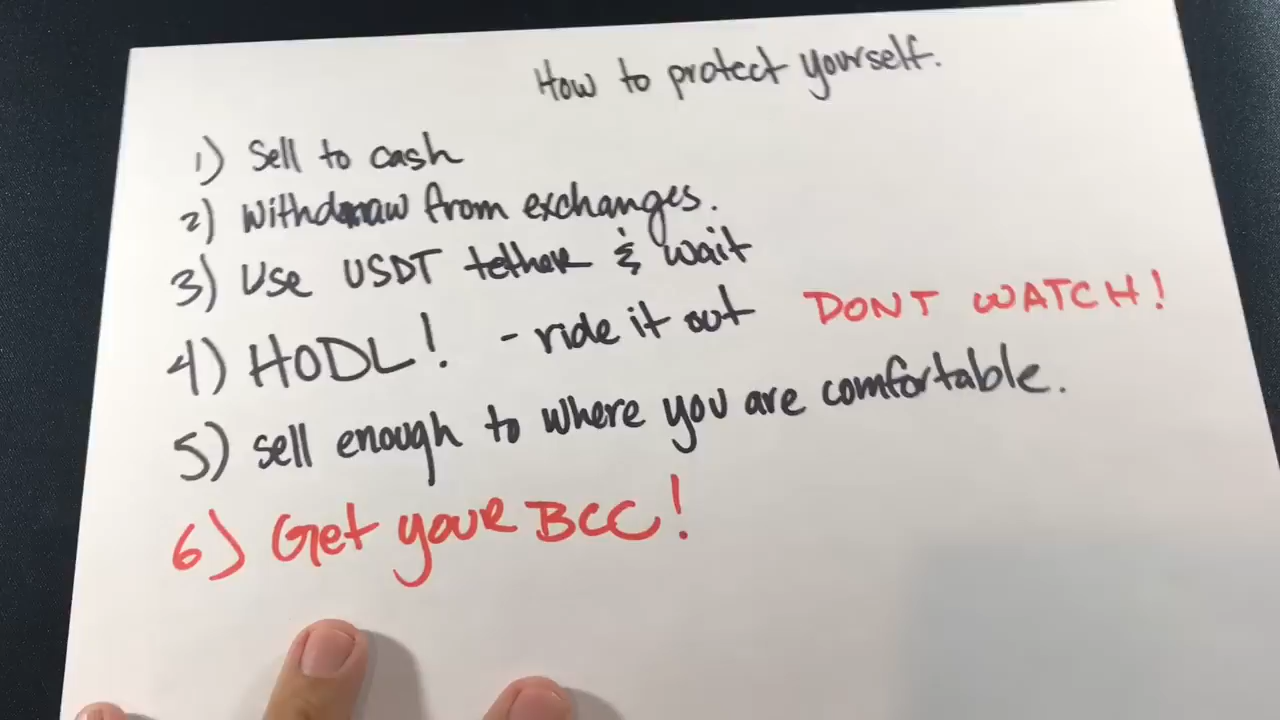 How to protect yourself.
1) Sell to cash
2) Withdraw from exchanges.
3) Use USDT tether & wait
4) HODL! - ride it out DONT WATCH!
5) sell enough to where you are comfortable.
6) Get your BCC!